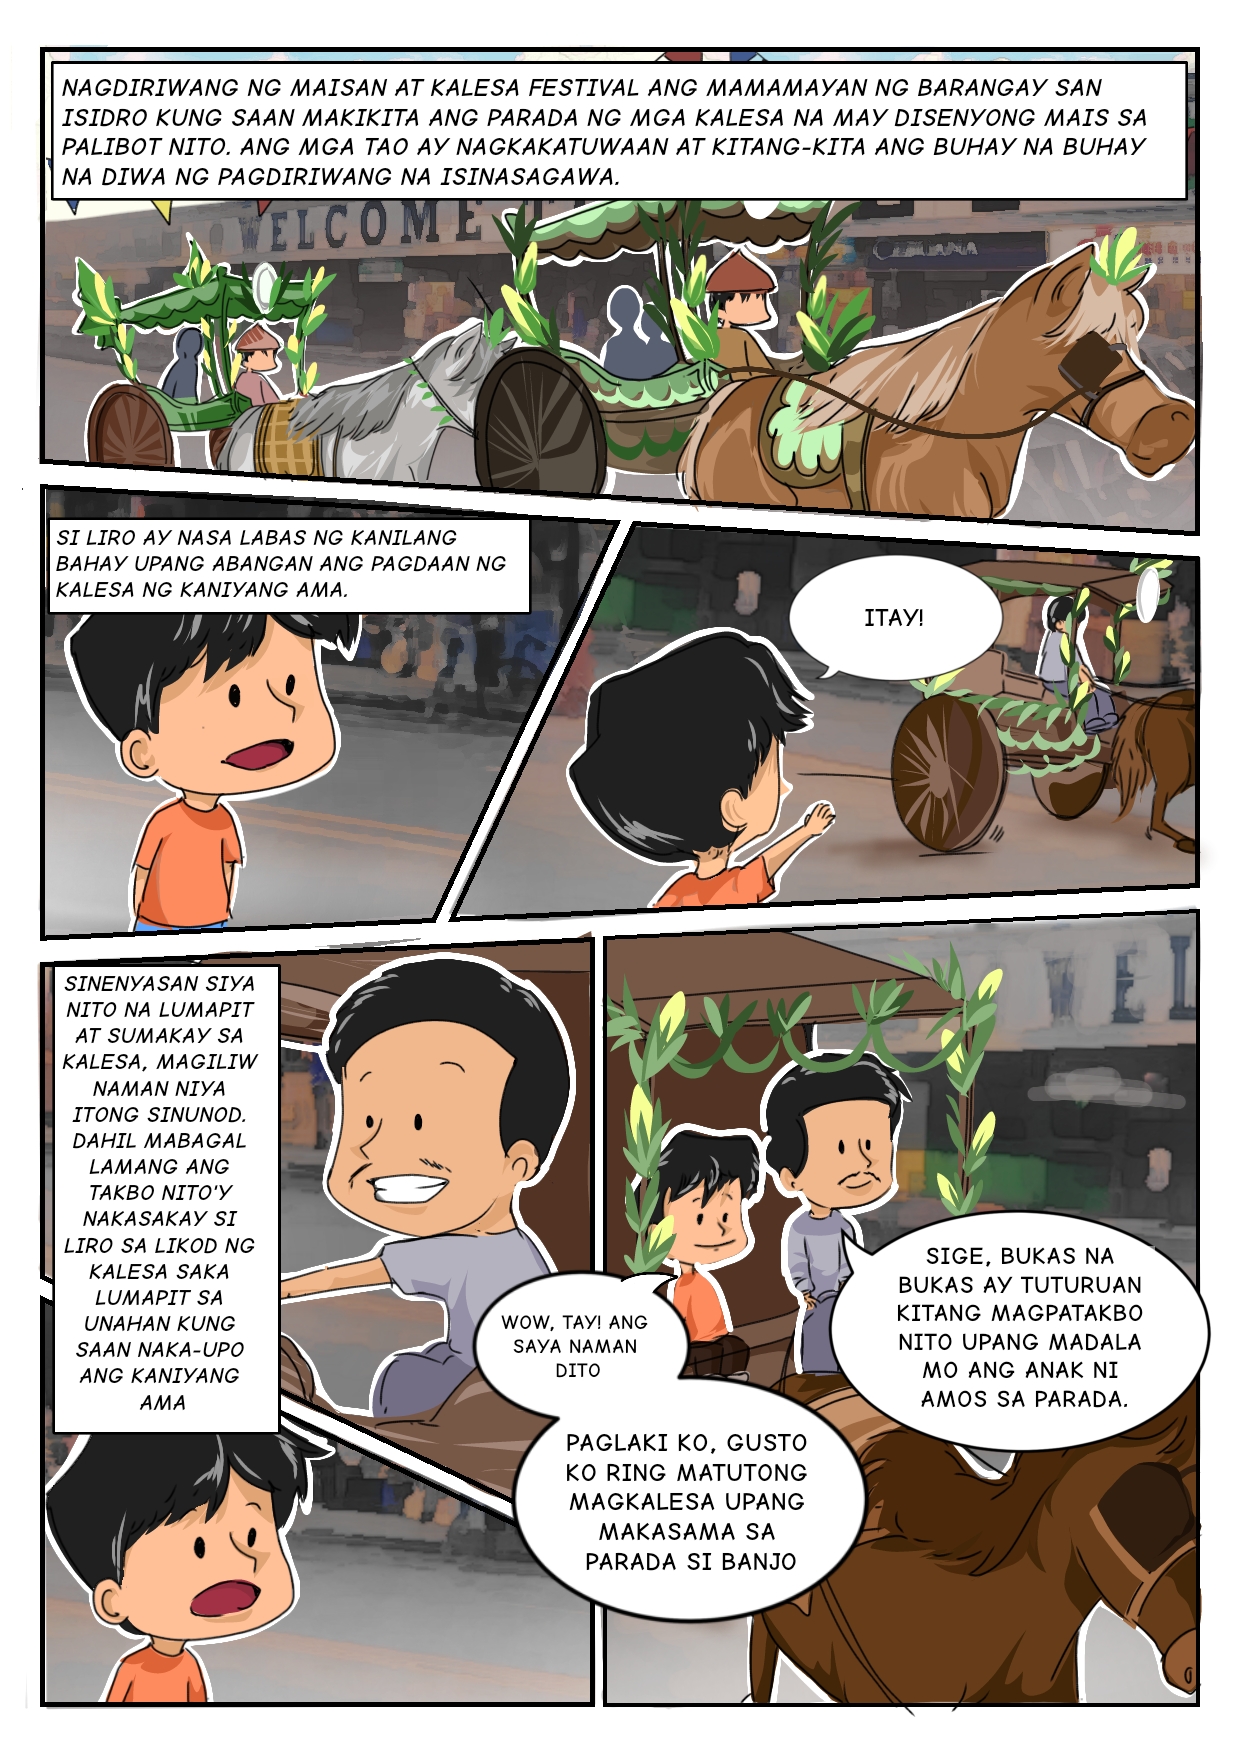 NAGDIRIWANG NG MAISAN AT KALESA FESTIVAL ANG MAMAMAYAN NG BARANGAY SAN
ISIDRO KUNG SAAN MAKIKITA ANG PARADA NG MGA KALESA NA MAY DISENYONG MAIS SA
PALIBOT NITO. ANG MGA TAO AY NAGKAKATUWAAN AT KITANG-KITA ANG BUHAY NA BUHAY
NA DIWA NG PAGDIRIWANG NA ISINASAGAWA.
WELCOME
SI LIRO AY NASA LABAS NG KANILANG
BAHAY UPANG ABANGAN ANG PAGDAAN NG
KALESA NG KANIYANG AMA.
ITAY!
SINENYASAN SIYA
NITO NA LUMAPIT
AT SUMAKAY SA
KALESA, MAGILIW
NAMAN NIYA
ITONG SINUNOD.
DAHIL MABAGAL
LAMANG ANG
TAKBO NITO'Y
NAKASAKAY SI
LIRO SA LIKOD NG
KALESA SAKA
LUMAPIT SA
UNAHAN KUNG
SAAN NAKA-UPO
ANG KANIYANG
AMA
WOW, TAY! ANG
SAYA NAMAN
DITO
PAGLAKI KO, GUSTO
KO RING MATUTONG
MAGKALESA UPANG
MAKASAMA SA
PARADA SI BANJO
SIGE, BUKAS NA
BUKAS AY TUTURUAN
KITANG MAGPATAKBO
NITO UPANG MADALA
MO ANG ANAK NI
AMOS SA PARADA.